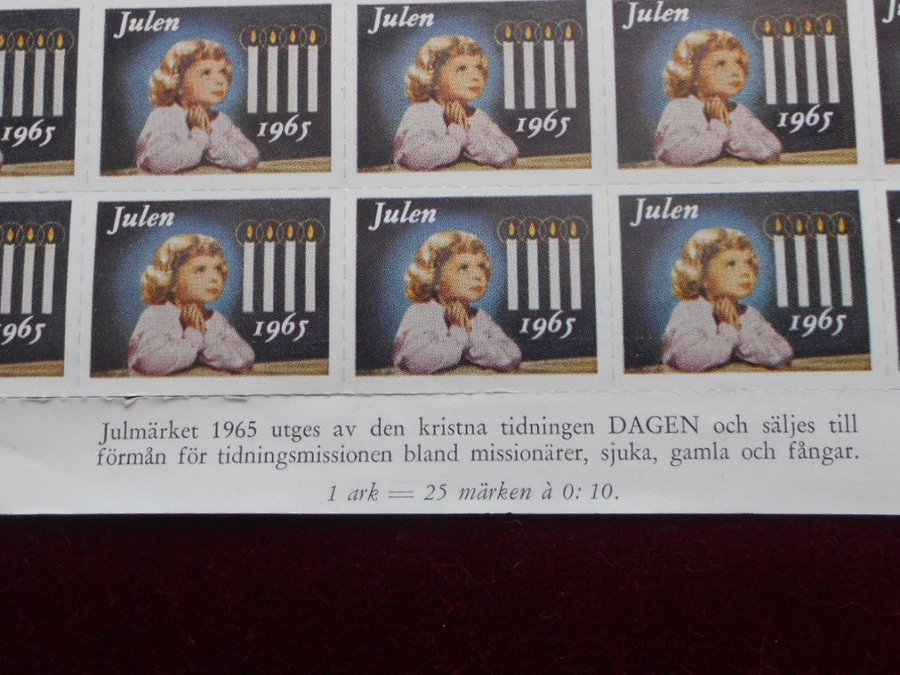 Julen Julen Julen J
1965 1965 1965 1965
Julen Julen Julen
965 1965 1965 1965
Julmärket 1965 utges av den kristna tidningen DAGEN och säljes till
förmån för tidningsmissionen bland missionärer, sjuka, gamla och fångar.
1 ark = 25 märken à 0: 10.